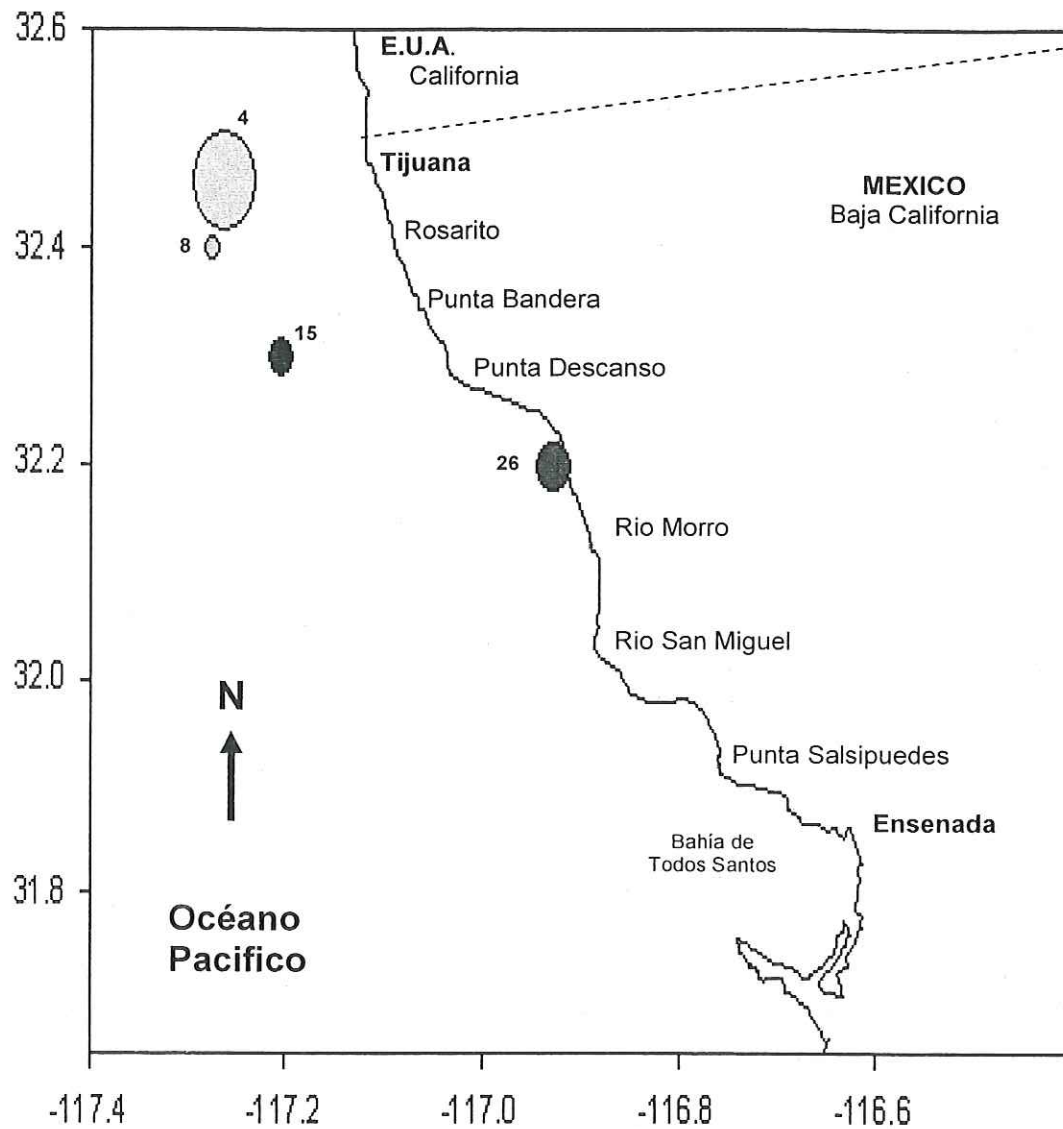 32.6
E.U.A.
California
4
Tijuana
MEXICO
Baja California
Rosarito
8
32.4
Punta Bandera
15
Punta Descanso
32.2
26
Rio Morro
Rio San Miguel
32.0
N
Punta Salsipuedes
Ensenada
Bahía de
Todos Santos
31.8
Océano
Pacifico
-117.4
-117.2
-117.0
-116.8
-116.6